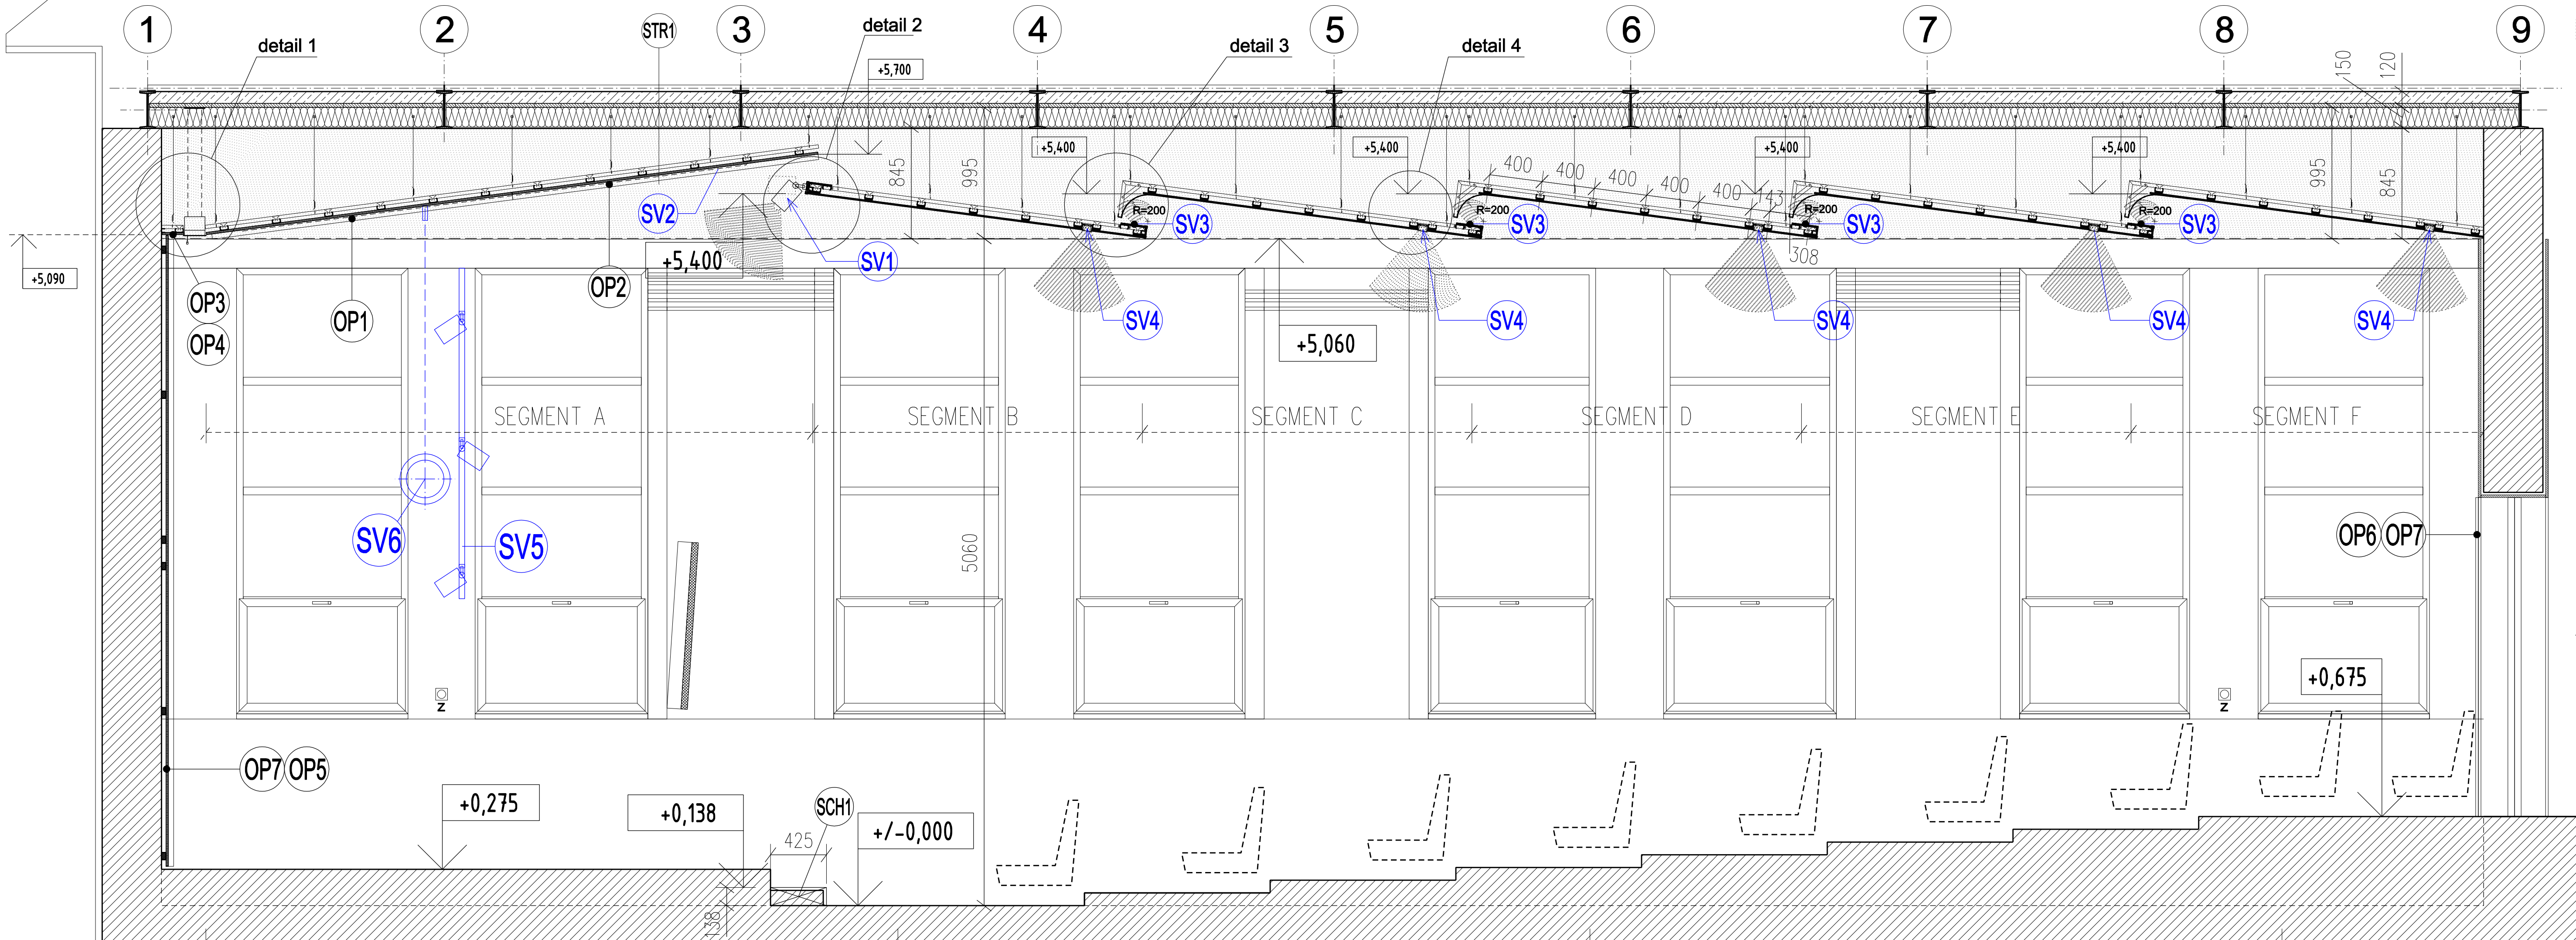 1 2 STR1 3 4 5 6 7 8 9
detail 1 detail 2 detail 3 detail 4
+5,700
150 120
845 995
+5,400 +5,400 +5,400 +5,400
400 400 400 400 400 143
995 845
SV2
R=200 SV3 R=200 SV3 R=200 SV3 R=200 SV3
+5,090
+5,400
SV1
308
OP3
OP4
OP1
OP2
SV4 SV4 SV4 SV4 SV4
+5,060
SEGMENT A SEGMENT B SEGMENT C SEGMENT D SEGMENT E SEGMENT F
SV6 SV5
5060
OP6 OP7
+0,675
Z Z
OP7 OP5
+0,275
+0,138
SCH1
+/-0,000
425
138